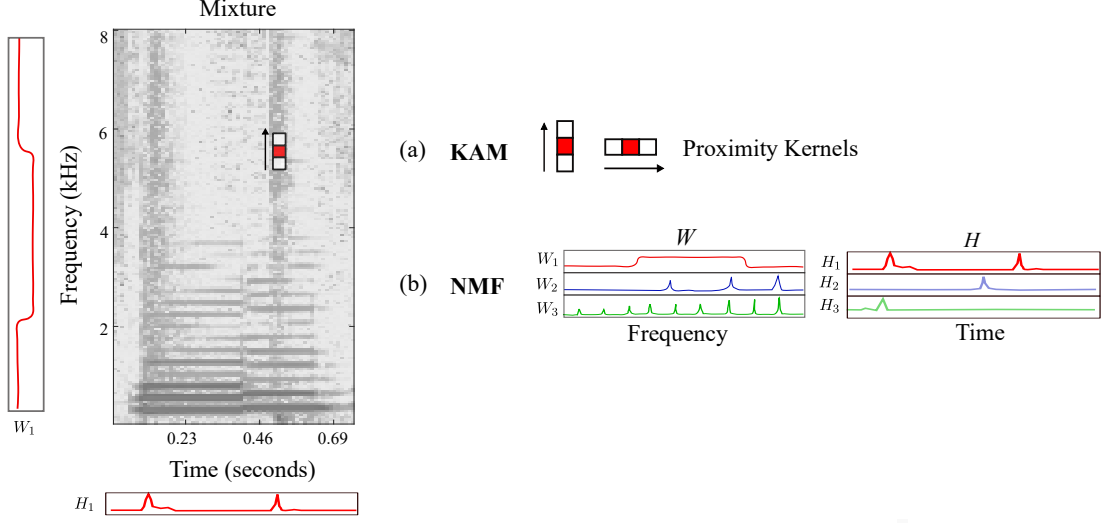 Mixture
8
6
4
2
Frequency (kHz)
0.23 0.46 0.69
Time (seconds)
W1
H1
(a) KAM Proximity Kernels
(b) NMF
W
W1
W2
W3
Frequency
H
H1
H2
H3
Time